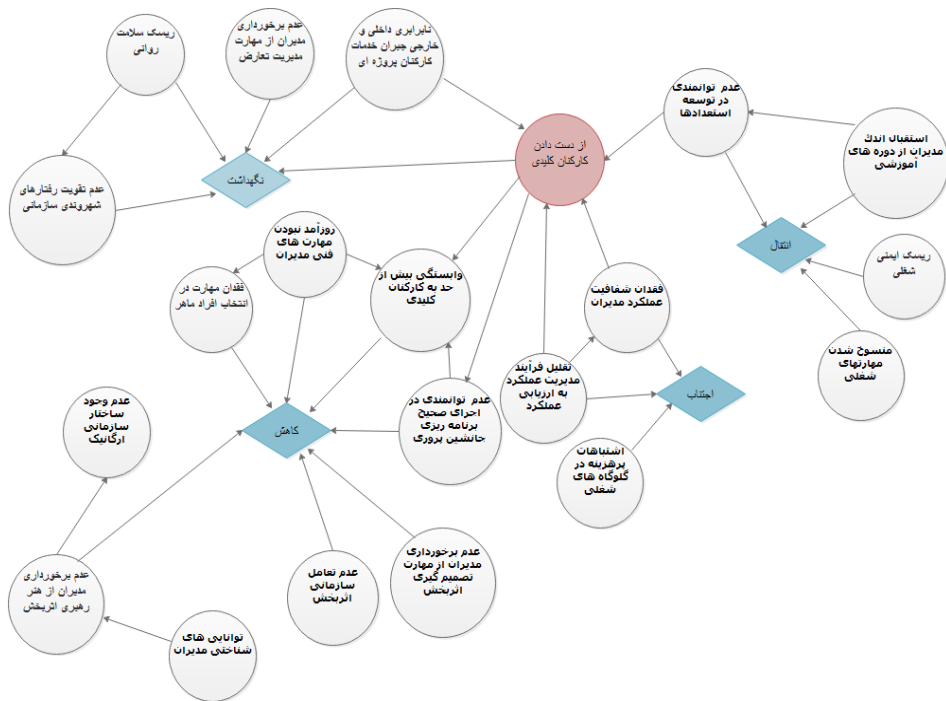 ریسک سلامت
روانی
عدم برخورداری
مدیران از مهارت
مدیریت تعارض
نابرابری داخلی و
خارجی جبران خدمات
کارکنان پروژه ای
عدم توانمندی
در توسعه
استعدادها
از دست دادن
کارکنان کلیدی
استقبال اندک
مدیران از دوره های
آموزشی
نگهداشت
عدم تقویت رفتارهای
شهروندی سازمانی
روزآمد نبودن
مهارت های
فنی مدیران
انتقال
ریسک ایمنی
شغلی
وابستگی بیش از
حد به کارکنان
کلیدی
فقدان شفافیت
عملکرد مدیران
فقدان مهارت در
انتخاب افراد ماهر
منسوخ شدن
مهارتهای
شغلی
تقلیل فرآیند
مدیریت عملکرد
به ارزیابی
عملکرد
اجتناب
عدم توانمندی در
اجرای صحیح
برنامه ریزی
جانشین پروری
عدم وجود
ساختار
سازمانی
ارگانیک
کاهش
اشتباهات
پرهزینه در
گلوگاه های
شغلی
عدم برخورداری
مدیران از هنر
رهبری اثربخش
عدم تعامل
سازمانی
اثربخش
عدم برخورداری
مدیران از مهارت
تصمیم گیری
اثربخش
توانایی های
شناختی مدیران